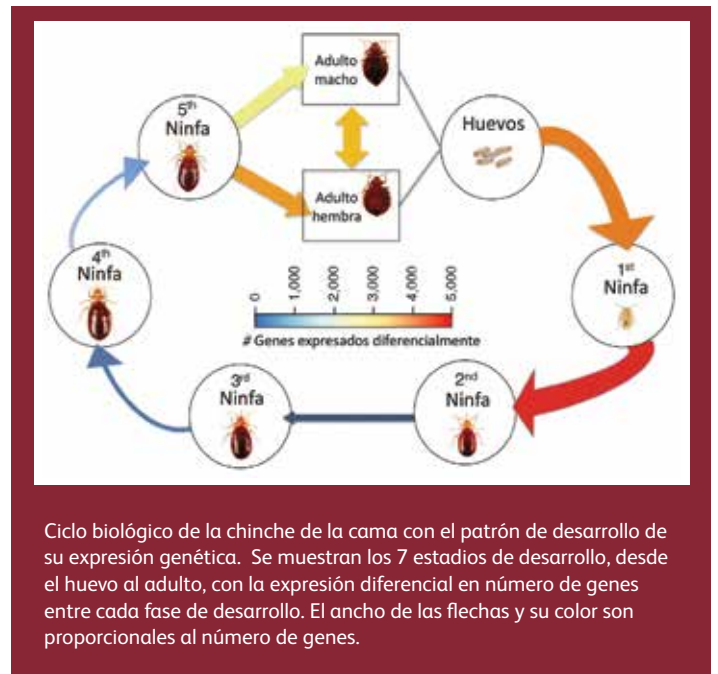 Adulto
macho
5th
Ninfa
Huevos
Adulto
hembra
4th
Ninfa
1st
Ninfa
0
1,000
2,000
3,000
4,000
5,000
# Genes expresados diferencialmente
3rd
Ninfa
2nd
Ninfa
Ciclo biológico de la chinche de la cama con el patrón de desarrollo de
su expresión genética. Se muestran los 7 estadios de desarrollo, desde
el huevo al adulto, con la expresión diferencial en número de genes
entre cada fase de desarrollo. El ancho de las flechas y su color son
proporcionales al número de genes.